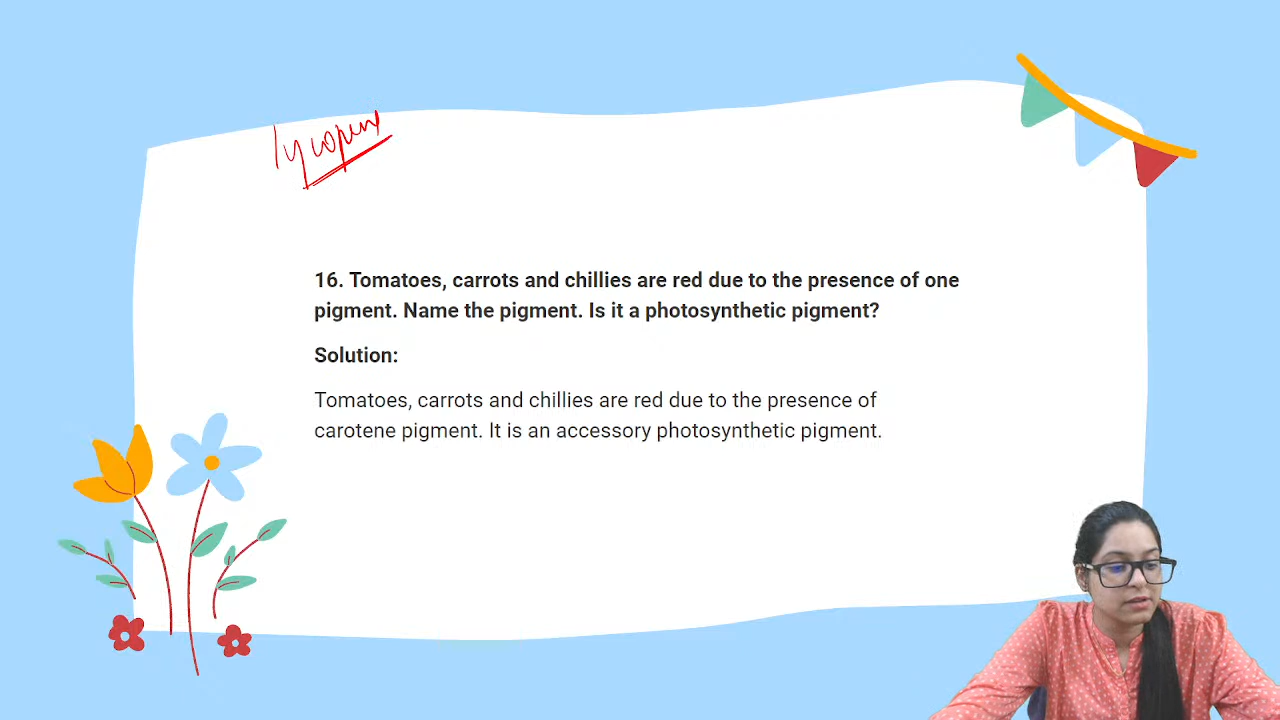 lycopen
16. Tomatoes, carrots and chillies are red due to the presence of one
pigment. Name the pigment. Is it a photosynthetic pigment?
Solution:
Tomatoes, carrots and chillies are red due to the presence of
carotene pigment. It is an accessory photosynthetic pigment.